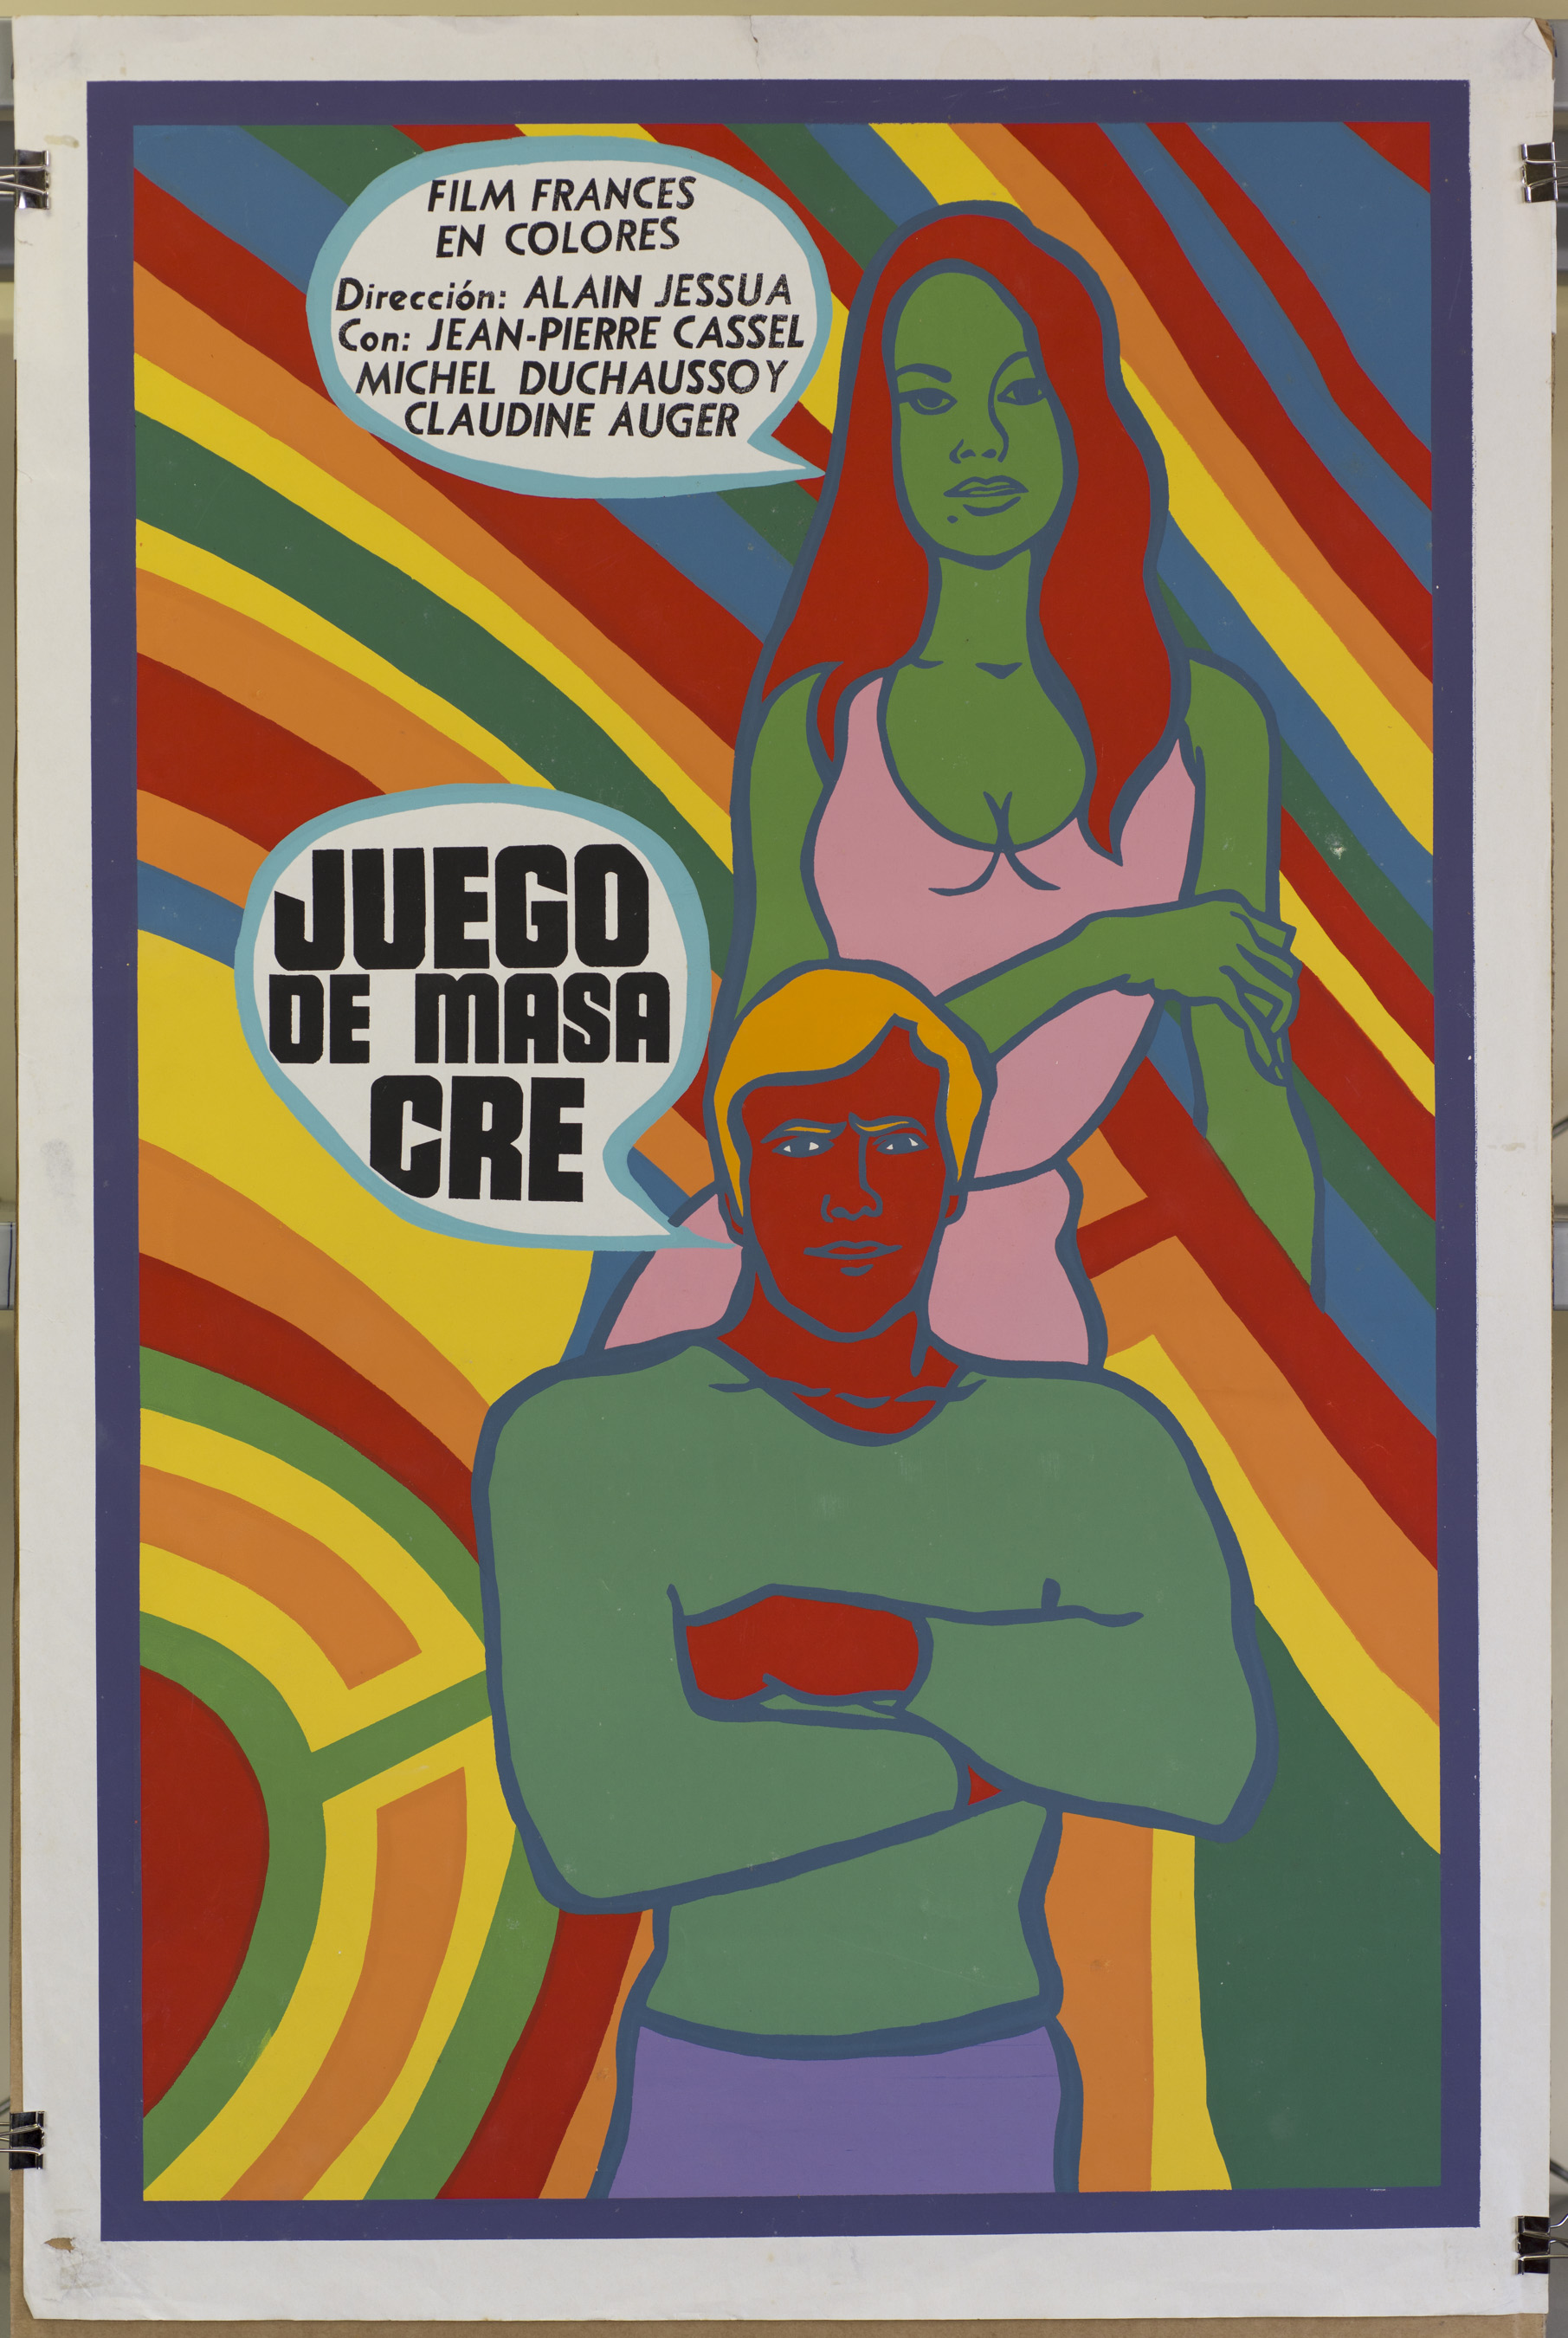 FILM FRANCES
EN COLORES
Dirección: ALAIN JESSUA
Con: JEAN-PIERRE CASSEL
MICHEL DUCHAUSSOY
CLAUDINE AUGER
JUEGO
DE MASA
CRE